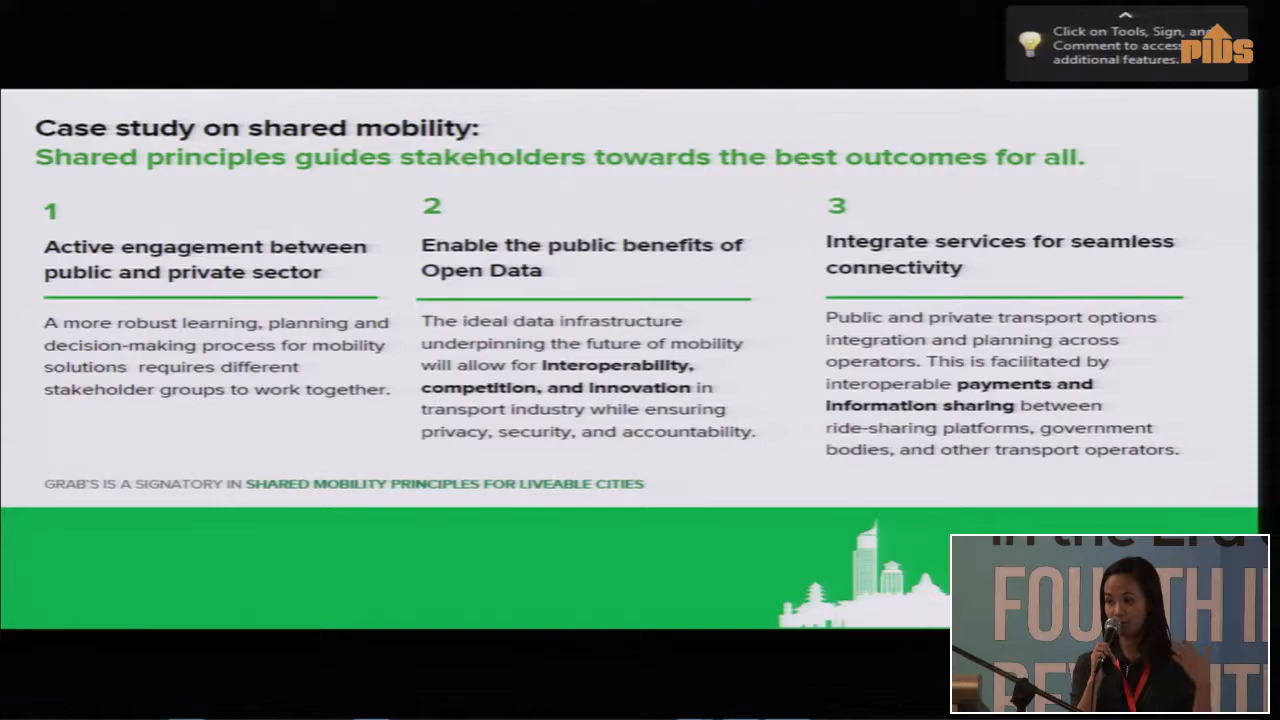 Click on Tools, Sign, and
Comment to access
additional features.
PIDS
Case study on shared mobility:
Shared principles guides stakeholders towards the best outcomes for all.
1
Active engagement between
public and private sector
A more robust learning, planning and
decision-making process for mobility
solutions requires different
stakeholder groups to work together.
2
Enable the public benefits of
Open Data
The ideal data infrastructure
underpinning the future of mobility
will allow for interoperability,
competition, and innovation in
transport industry while ensuring
privacy, security, and accountability.
3
Integrate services for seamless
connectivity
Public and private transport options
integration and planning across
operators. This is facilitated by
interoperable payments and
information sharing between
ride-sharing platforms, government
bodies, and other transport operators.
GRAB'S IS A SIGNATORY IN SHARED MOBILITY PRINCIPLES FOR LIVEABLE CITIES
in the